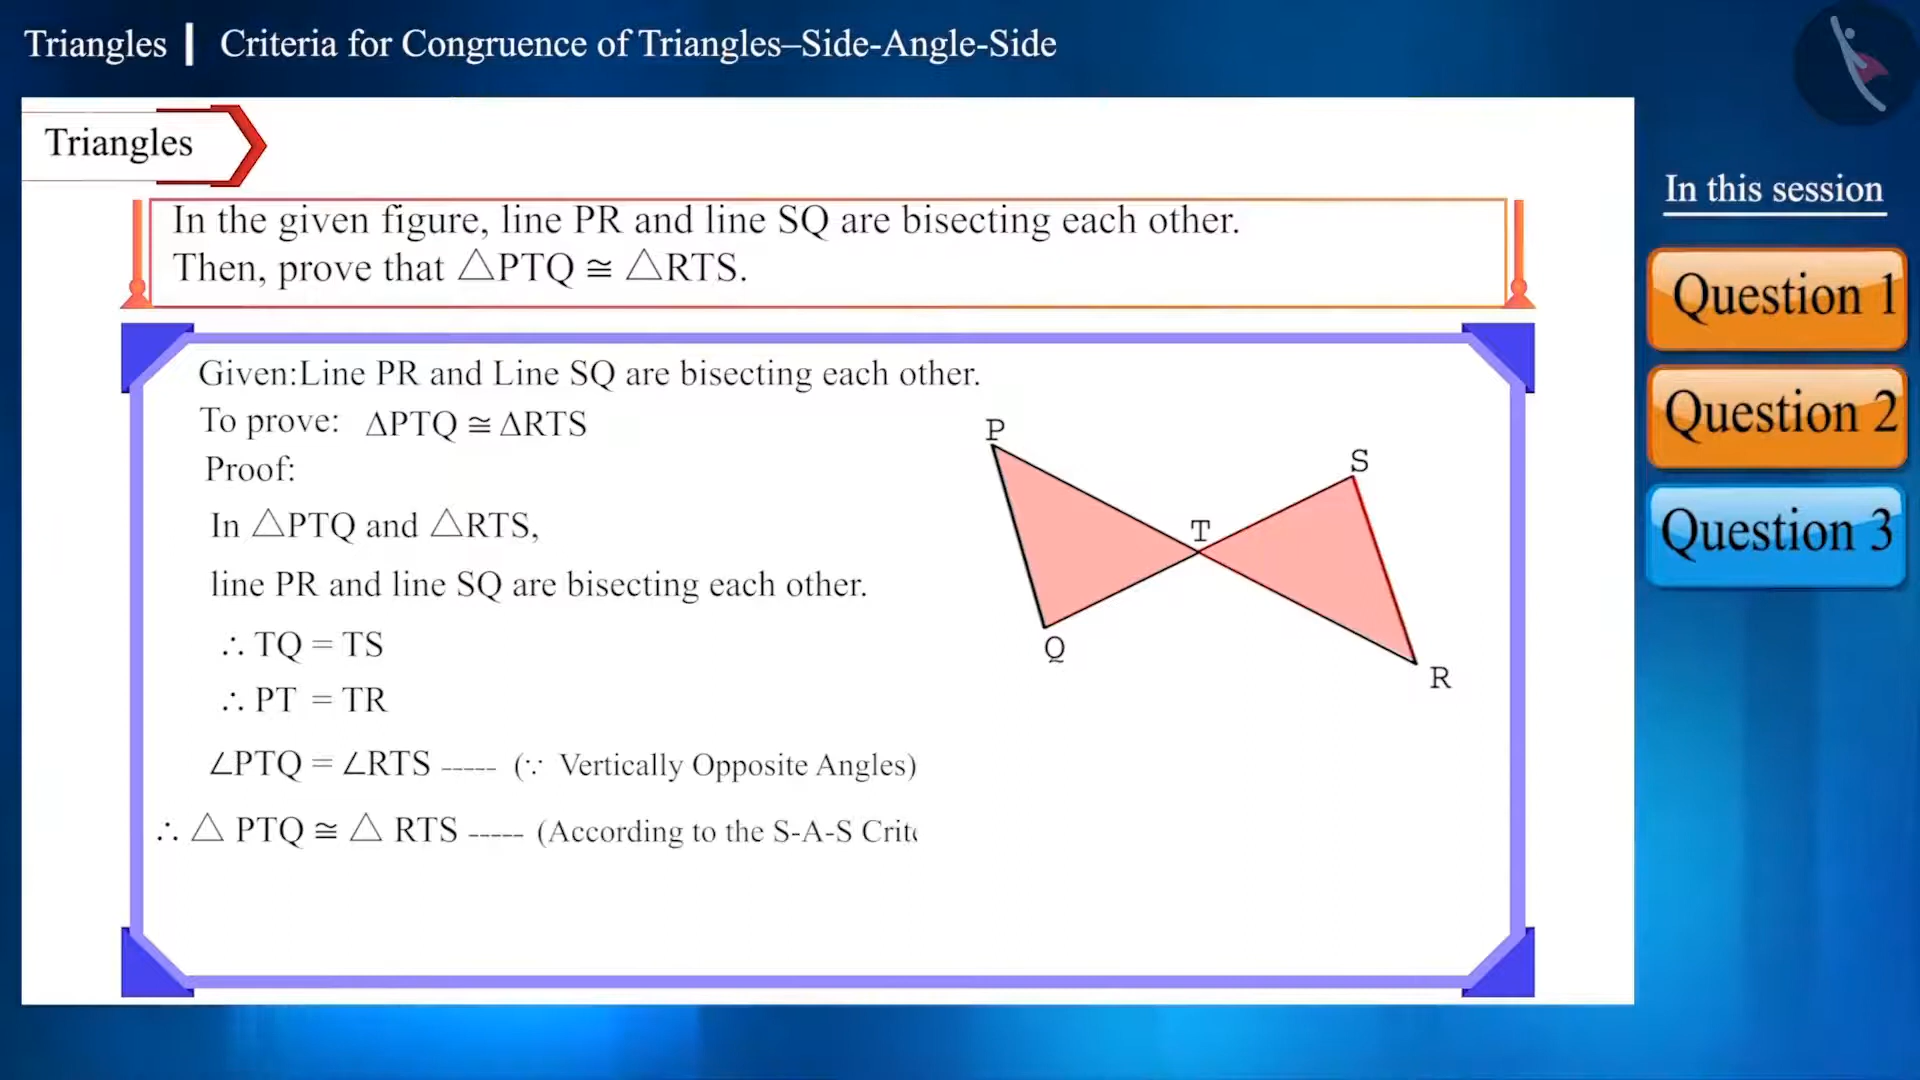 Triangles | Criteria for Congruence of Triangles–Side-Angle-Side
Triangles
In the given figure, line PR and line SQ are bisecting each other.
Then, prove that △PTQ ≅ △RTS.
Given:Line PR and Line SQ are bisecting each other.
To prove: ΔPTQ ≅ ΔRTS
Proof:
In △PTQ and △RTS,
line PR and line SQ are bisecting each other.
∴ TQ = TS
∴ PT = TR
∠PTQ = ∠RTS ----- (∵ Vertically Opposite Angles)
∴ △ PTQ ≅ △ RTS ----- (According to the S-A-S
P
S
T
Q
R
In this session
Question 1
Question 2
Question 3